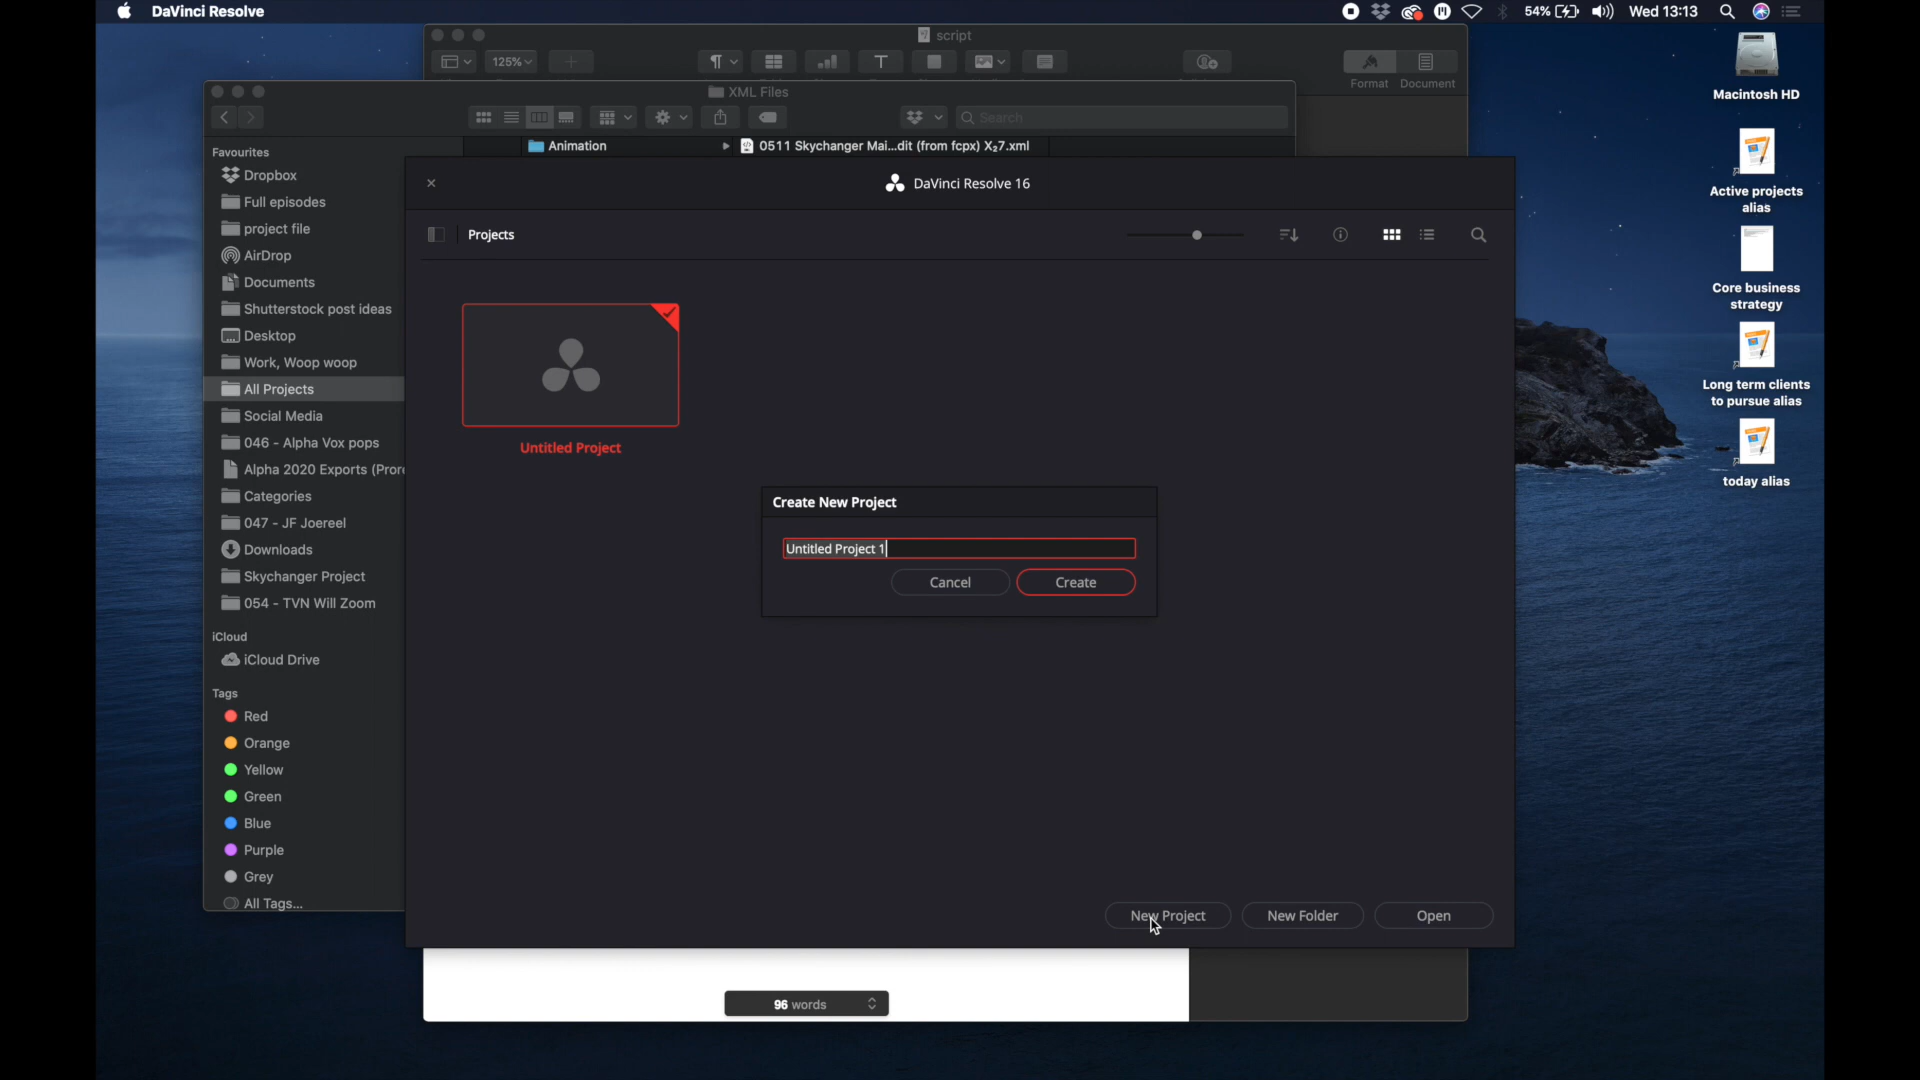 DaVinci Resolve
54%
Wed 13:13
script
125%
Format
Document
XML Files
Search
Favourites
Dropbox
Full episodes
project file
AirDrop
Documents
Shutterstock post ideas
Desktop
Work, Woop woop
All Projects
Social Media
046 - Alpha Vox pops
Alpha 2020 Exports (Pror
Categories
047 - JF Joereel
Downloads
Skychanger Project
054 - TVN Will Zoom
iCloud
iCloud Drive
Tags
Red
Orange
Yellow
Green
Blue
Purple
Grey
All Tags...
Animation
0511 Skychanger Mai...dit (from fcpx) X₂7.xml
DaVinci Resolve 16
Projects
Untitled Project
Create New Project
Untitled Project 1
Cancel
Create
New Project
New Folder
Open
96 words
Macintosh HD
Active projects
alias
Core business
strategy
Long term clients
to pursue alias
today alias